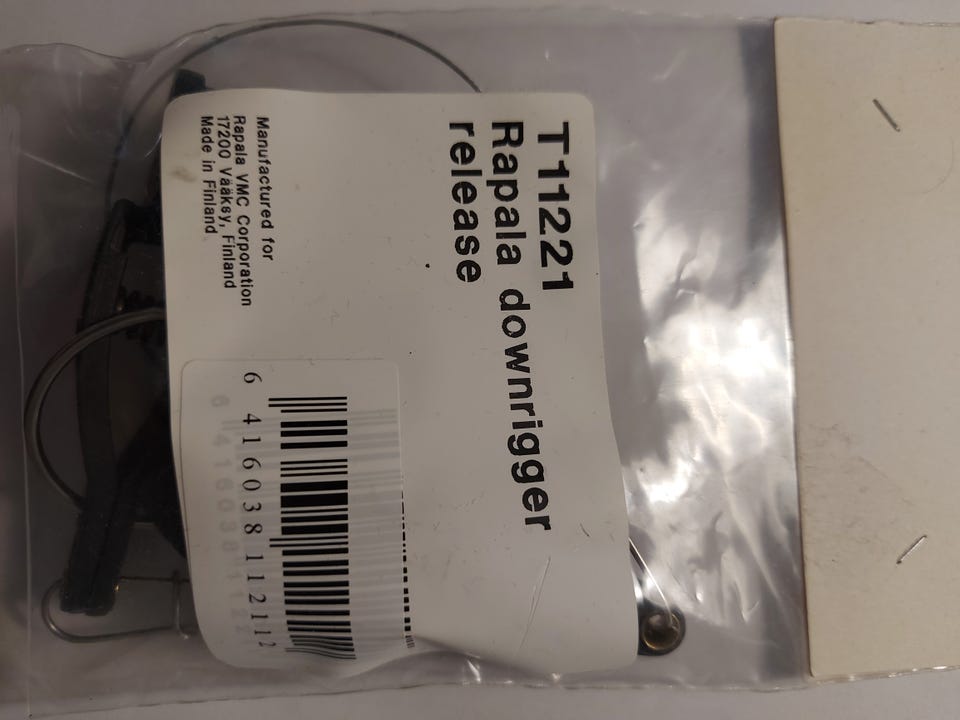 T11221
Rapala downrigger
release
Manufactured for
Rapala VMC Corporation
17200 Vääksy, Finland
Made in Finland
6 416038 112112